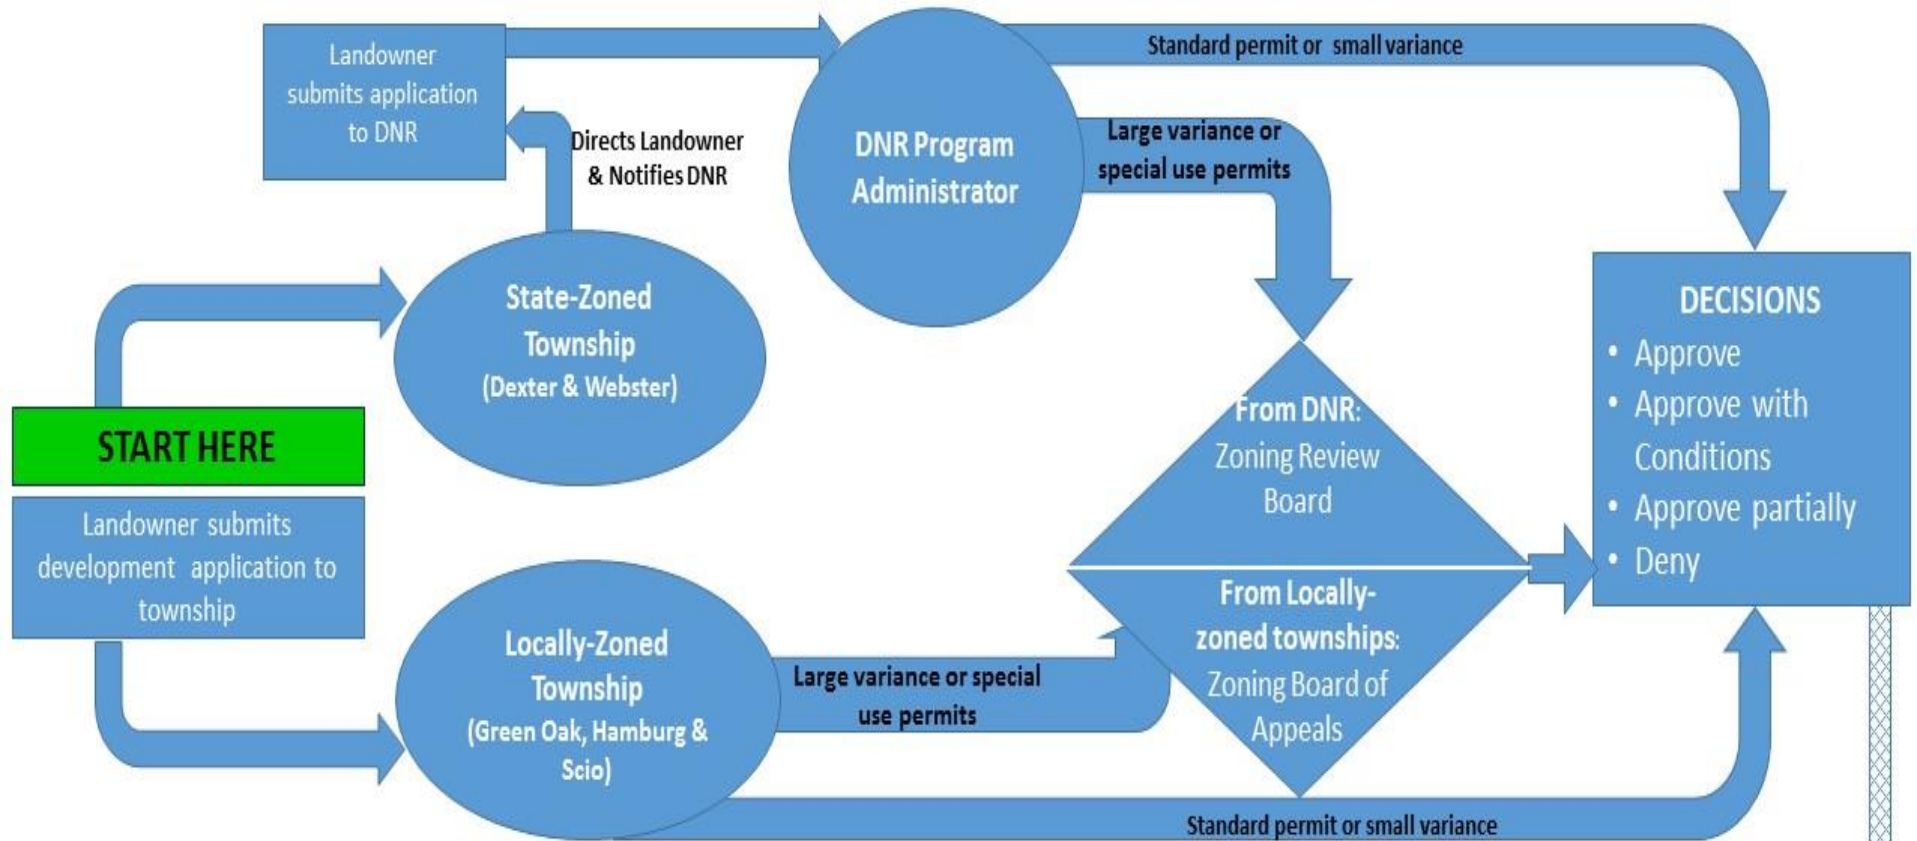 Landowner
submits application
to DNR
Directs Landowner
& Notifies DNR
DNR Program
Administrator
Standard permit or small variance
Large variance or
special use permits
State-Zoned
Township
(Dexter & Webster)
START HERE
Landowner submits
development application to
township
Locally-Zoned
Township
(Green Oak, Hamburg &
Scio)
Large variance or special
use permits
From DNR:
Zoning Review
Board
From Locally-
zoned townships:
Zoning Board of
Appeals
DECISIONS
• Approve
• Approve with
Conditions
• Approve partially
• Deny
Standard permit or small variance